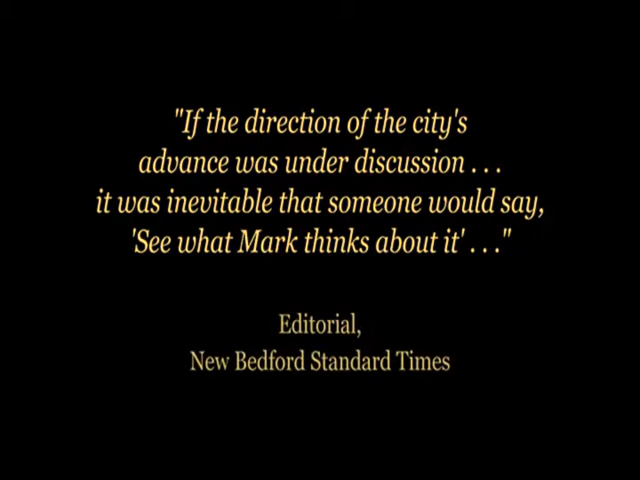 "If the direction of the city's
advance was under discussion . . .
it was inevitable that someone would say,
'See what Mark thinks about it' . . ."
Editorial,
New Bedford Standard Times